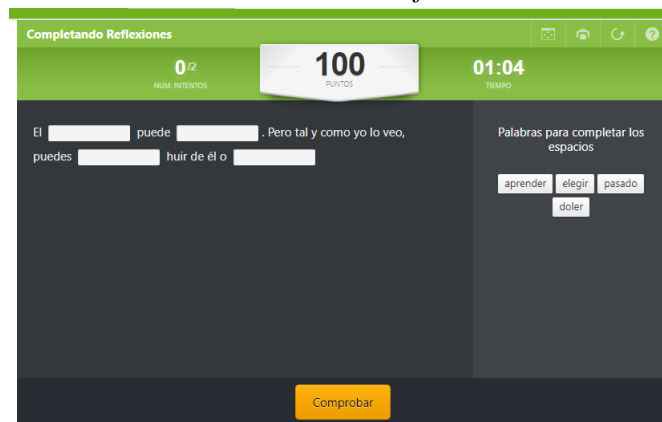 Completando Reflexiones
0/2
NUM. INTENTOS
100
PUNTOS
01:04
TIEMPO
El puede . Pero tal y como yo lo veo,
puedes huir de él o
Palabras para completar los
espacios
aprender elegir pasado
doler
Comprobar